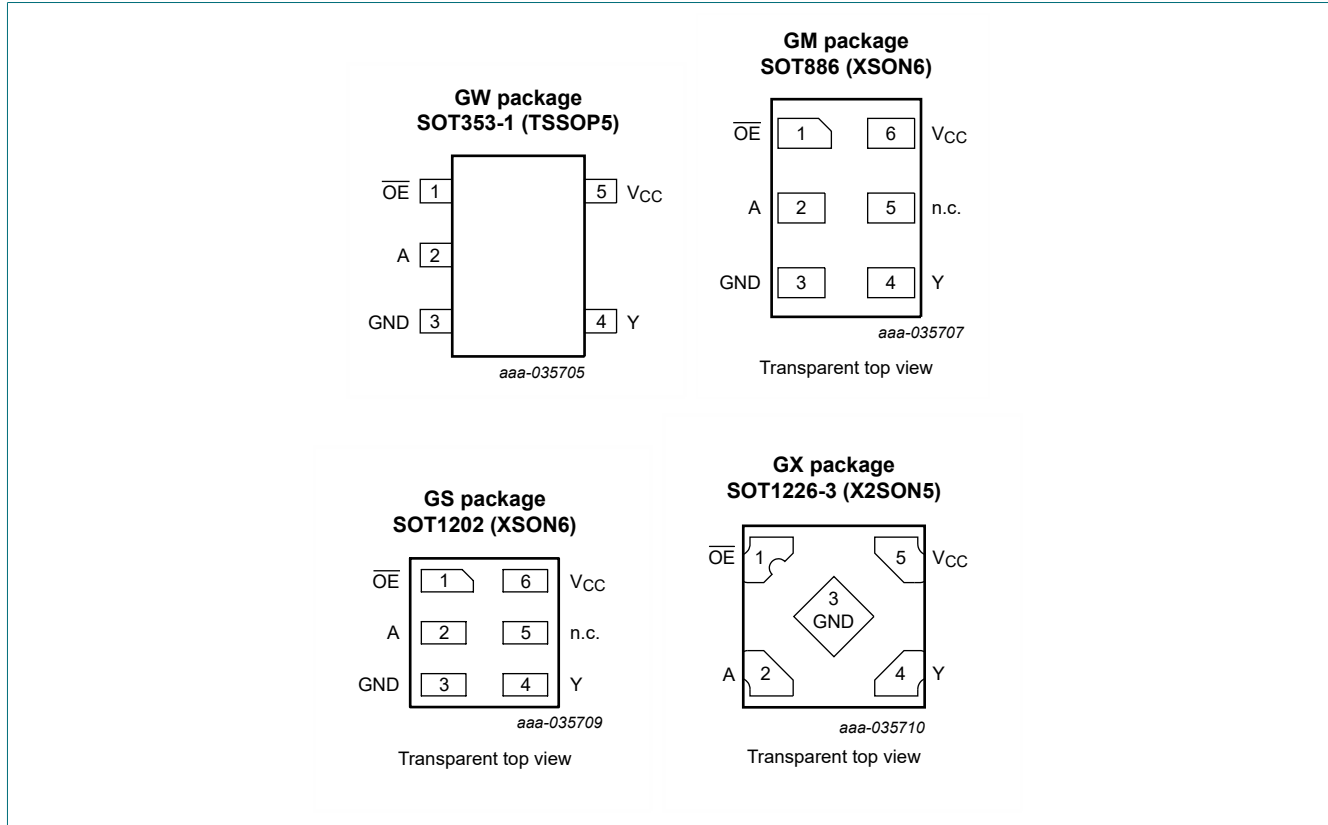 GW package
SOT353-1 (TSSOP5)
OE 1
5 VCC
A 2
GND 3
4 Y
aaa-035705
GM package
SOT886 (XSON6)
OE 1 6 VCC
A 2 5 n.c.
GND 3 4 Y
aaa-035707
Transparent top view
GS package
SOT1202 (XSON6)
OE 1 6 VCC
A 2 5 n.c.
GND 3 4 Y
aaa-035709
Transparent top view
GX package
SOT1226-3 (X2SON5)
OE 1 5 VCC
3
GND
A 2 4 Y
aaa-035710
Transparent top view